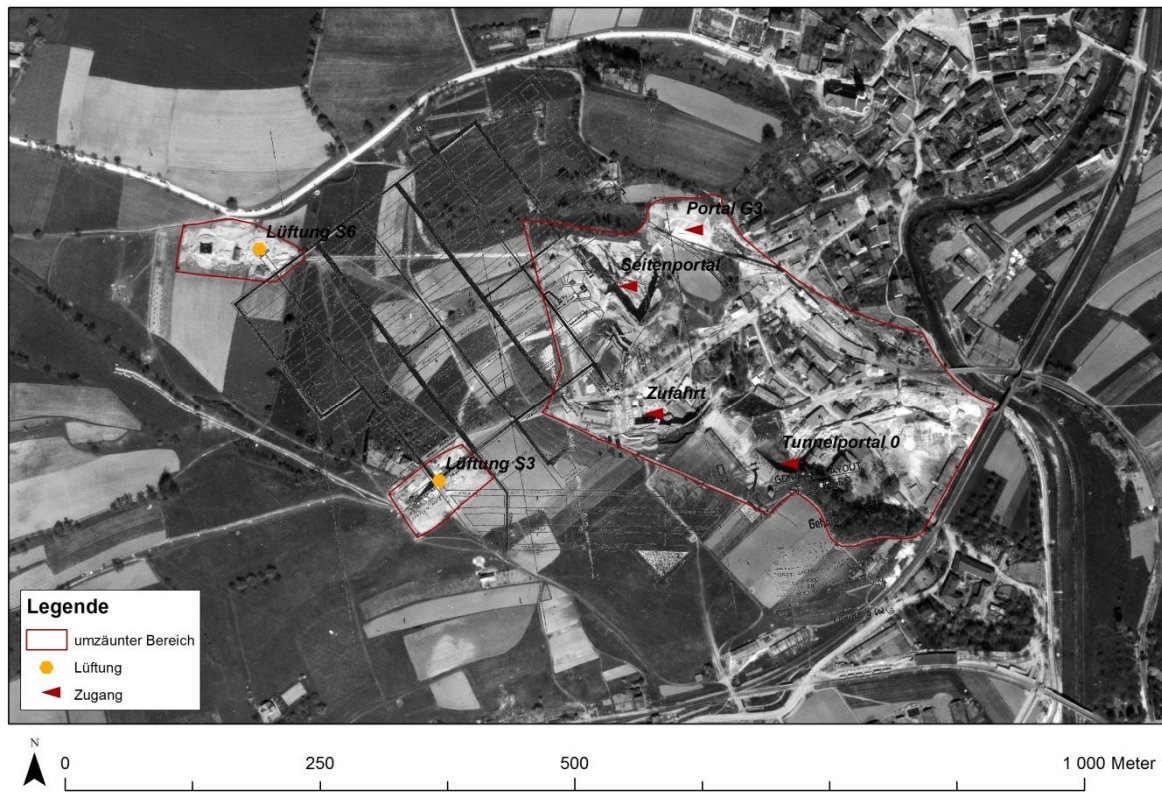 Portal G3
Lüftung S6
Seitenportal
Zufahrt
Tunnelportal 0
Lüftung S3
Legende
umzäunter Bereich
Lüftung
Zugang
N
0 250 500 1 000 Meter